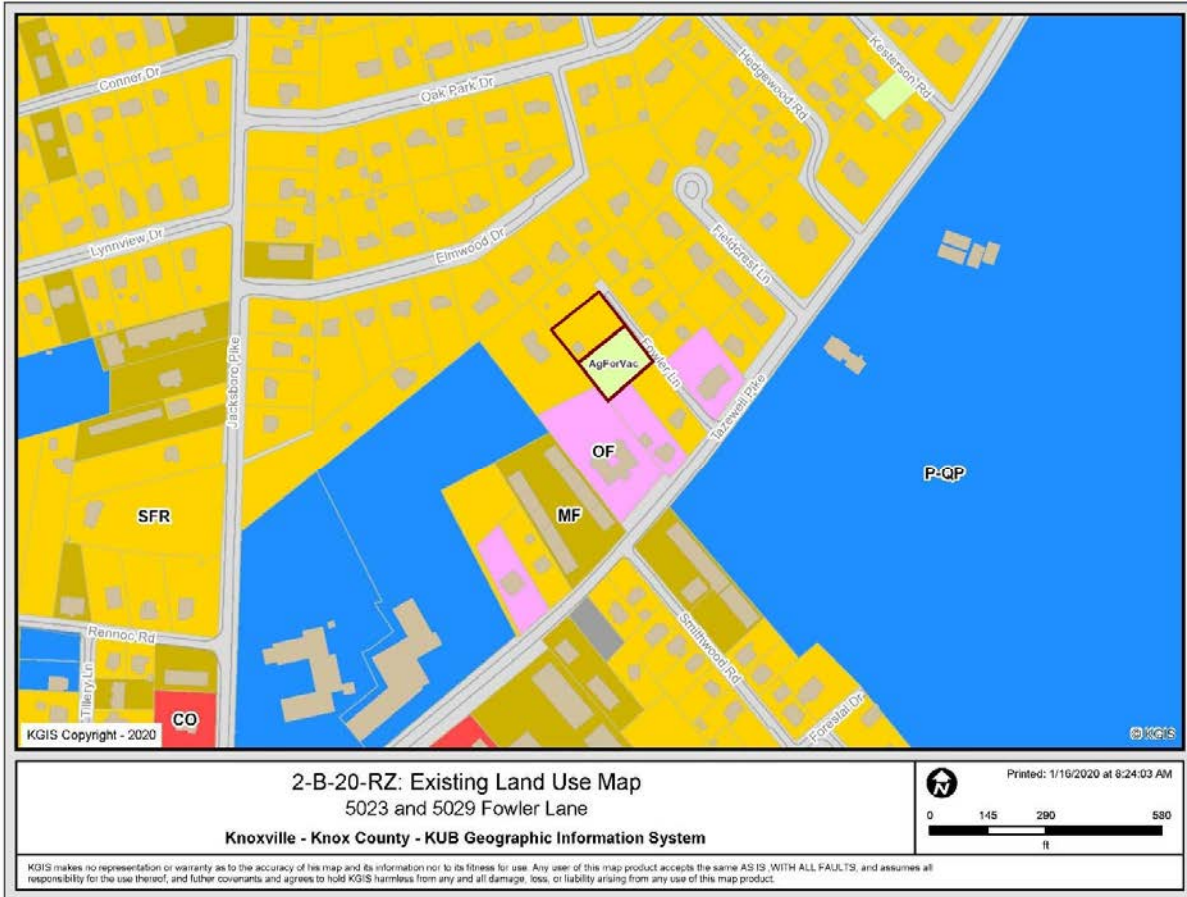 Conner Dr
Oak Park Dr
Hedgewood Rd
Kesterson Rd
Lynnview Dr
Elmwood Dr
Fieldcrest Ln
Jacksboro Pike
AgForVac
Fowler Ln
Tazewell Pike
OF
P-QP
MF
SFR
Smithwood Rd
Rennoc Rd
Tillery Ln
CO
Forestal Dr
KGIS Copyright - 2020
© KGIS
2-B-20-RZ: Existing Land Use Map
5023 and 5029 Fowler Lane
Knoxville - Knox County - KUB Geographic Information System
N
Printed: 1/16/2020 at 8:24:03 AM
0 145 290 580
ft
KGIS makes no representation or warranty as to the accuracy of his map and its information nor to its fitness for use. Any user of this map product accepts the same AS IS ,WITH ALL FAULTS, and assumes all
responsibility for the use thereof, and futher covenants and agrees to hold KGIS harmless from any and all damage, loss, or liability arising from any use of this map product.